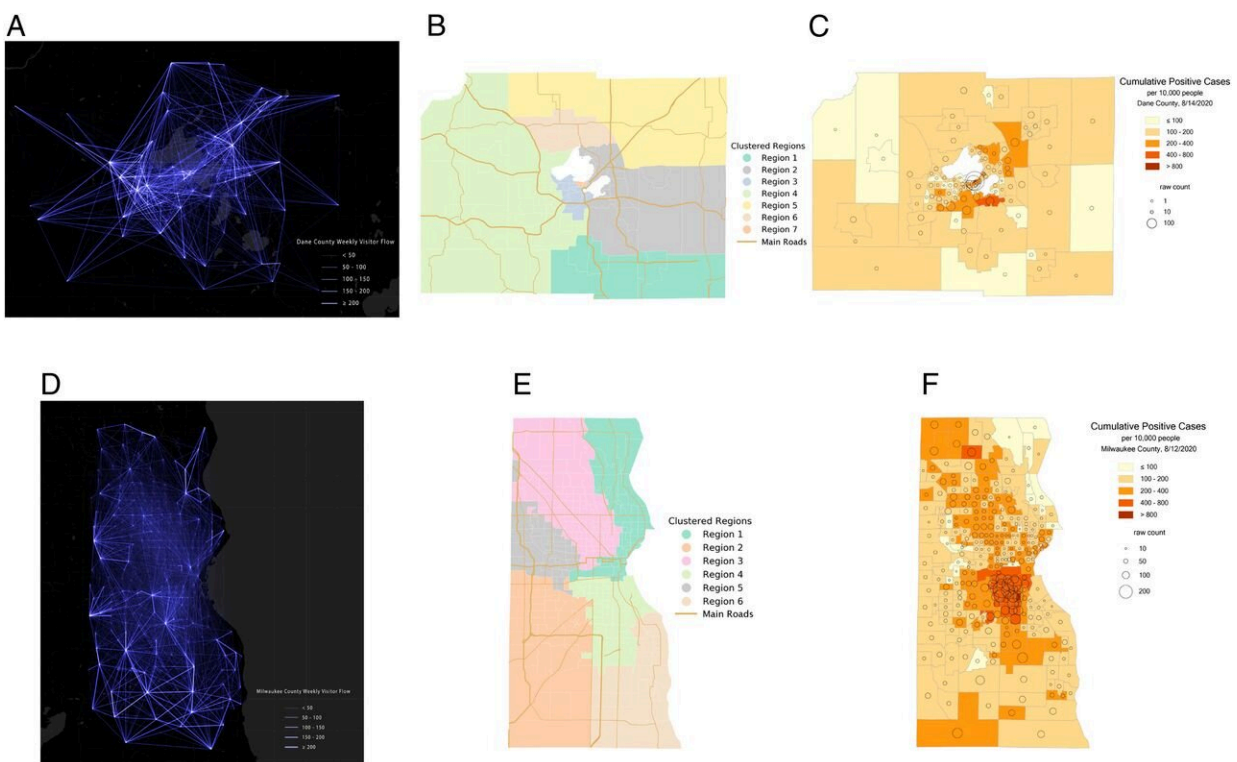 A
B
C
Dane County Weekly Visitor Flow
< 50
50 - 100
100 - 150
150 - 200
≥ 200
Clustered Regions
Region 1
Region 2
Region 3
Region 4
Region 5
Region 6
Region 7
Main Roads
Cumulative Positive Cases
per 10,000 people
Dane County, 8/14/2020
≤ 100
100 - 200
200 - 400
400 - 800
> 800
raw count
1
10
100
D
E
F
Milwaukee County Weekly Visitor Flow
< 50
50 - 100
100 - 150
150 - 200
≥ 200
Clustered Regions
Region 1
Region 2
Region 3
Region 4
Region 5
Region 6
Main Roads
Cumulative Positive Cases
per 10,000 people
Milwaukee County, 8/12/2020
≤ 100
100 - 200
200 - 400
400 - 800
> 800
raw count
10
50
100
200